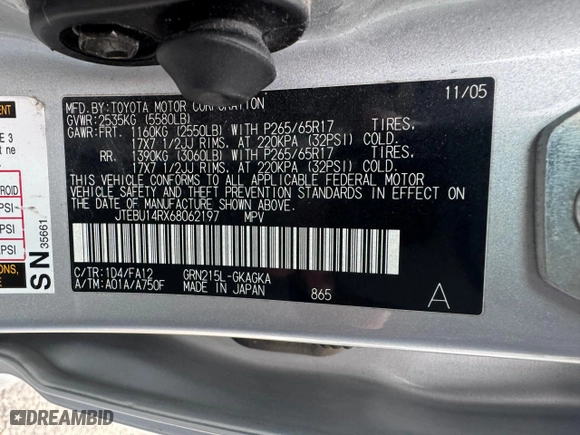 11/05
MFD.BY:TOYOTA MOTOR CORPORATION
GVWR:2535KG (5580LB)
GAWR:FRT. 1160KG (2550LB) WITH P265/65R17 TIRES,
17X7 1/2JJ RIMS, AT 220KPA (32PSI) COLD.
RR. 1390KG (3060LB) WITH P265/65R17 TIRES,
17X7 1/2JJ RIMS, AT 220KPA (32PSI) COLD.
THIS VEHICLE CONFORMS TO ALL APPLICABLE FEDERAL MOTOR
VEHICLE SAFETY AND THEFT PREVENTION STANDARDS IN EFFECT ON
THE DATE OF MANUFACTURE SHOWN ABOVE.
JTEBU14RX68062197 MPV
C/TR:1D4/FA12 GRN215L-GKAGKA
A/TM:A01A/A750F MADE IN JAPAN 865 A
SN 35661
PSI
PSI
PSI
DREAMBID